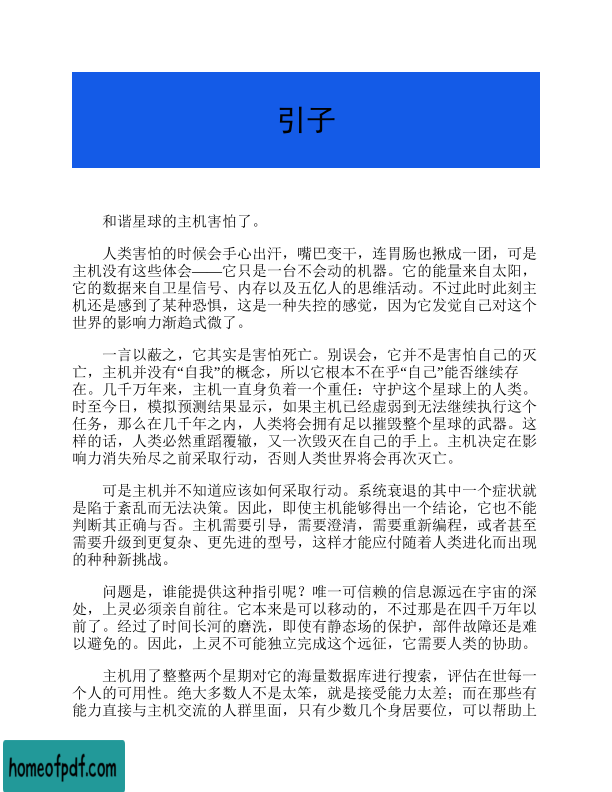 引子
和谐星球的主机害怕了。
人类害怕的时候会手心出汗，嘴巴变干，连胃肠也揪成一团，可是
主机没有这些体会——它只是一台不会动的机器。它的能量来自太阳，
它的数据来自卫星信号、内存以及五亿人的思维活动。不过此时此刻主
机还是感到了某种恐惧，这是一种失控的感觉，因为它发觉自己对这个
世界的影响力渐趋式微了。
一言以蔽之，它其实是害怕死亡。别误会，它并不是害怕自己的灭
亡，主机并没有“自我”的概念，所以它根本不在乎“自己”能否继续存
在。几千万年来，主机一直身负着一个重任：守护这个星球上的人类。
时至今日，模拟预测结果显示，如果主机已经虚弱到无法继续执行这个
任务，那么在几千年之内，人类将会拥有足以摧毁整个星球的武器。这
样的话，人类必然重蹈覆辙，又一次毁灭在自己的手上。主机决定在影
响力消失殆尽之前采取行动，否则人类世界将会再次灭亡。
可是主机并不知道应该如何采取行动。系统衰退的其中一个症状就
是陷于紊乱而无法决策。因此，即使主机能够得出一个结论，它也不能
判断其正确与否。主机需要引导，需要澄清，需要重新编程，或者甚至
需要升级到更复杂、更先进的型号，这样才能应付随着人类进化而出现
的种种新挑战。
问题是，谁能提供这种指引呢？唯一可信赖的信息源远在宇宙的深
处，上灵必须亲自前往。它本来是可以移动的，不过那是在四千万年以
前了。经过了时间长河的磨洗，即使有静态场的保护，部件故障还是难
以避免的。因此，上灵不可能独立完成这个远征，它需要人类的协助。
主机用了整整两个星期对它的海量数据库进行搜索，评估在世每一
个人的可用性。绝大多数人不是太笨，就是接受能力太差；而在那些有
能力直接与主机交流的人群里面，只有少数几个身居要位，可以帮助上
homeofpdf.com